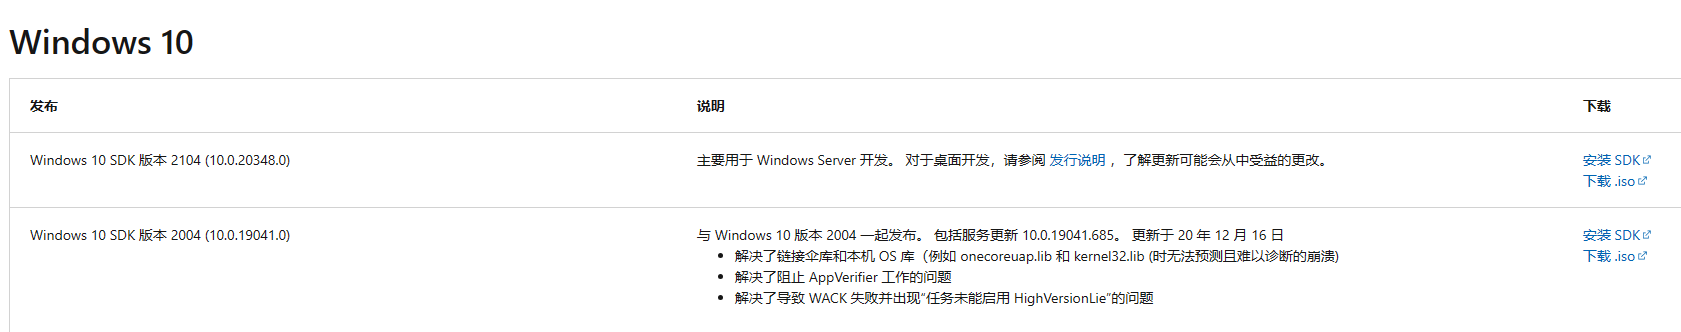 Windows 10
发布 说明 下载
Windows 10 SDK 版本 2104 (10.0.20348.0) 主要用于 Windows Server 开发。 对于桌面开发，请参阅 发行说明 ，了解更新可能会从中受益的更改。 安装 SDK
下载 .iso
Windows 10 SDK 版本 2004 (10.0.19041.0) 与 Windows 10 版本 2004 一起发布。 包括服务更新 10.0.19041.685。 更新于 20 年 12 月 16 日 安装 SDK
• 解决了链接伞库和本机 OS 库（例如 onecoreuap.lib 和 kernel32.lib (时无法预测且难以诊断的崩溃) 下载 .iso
• 解决了阻止 AppVerifier 工作的问题
• 解决了导致 WACK 失败并出现“任务未能启用 HighVersionLie”的问题